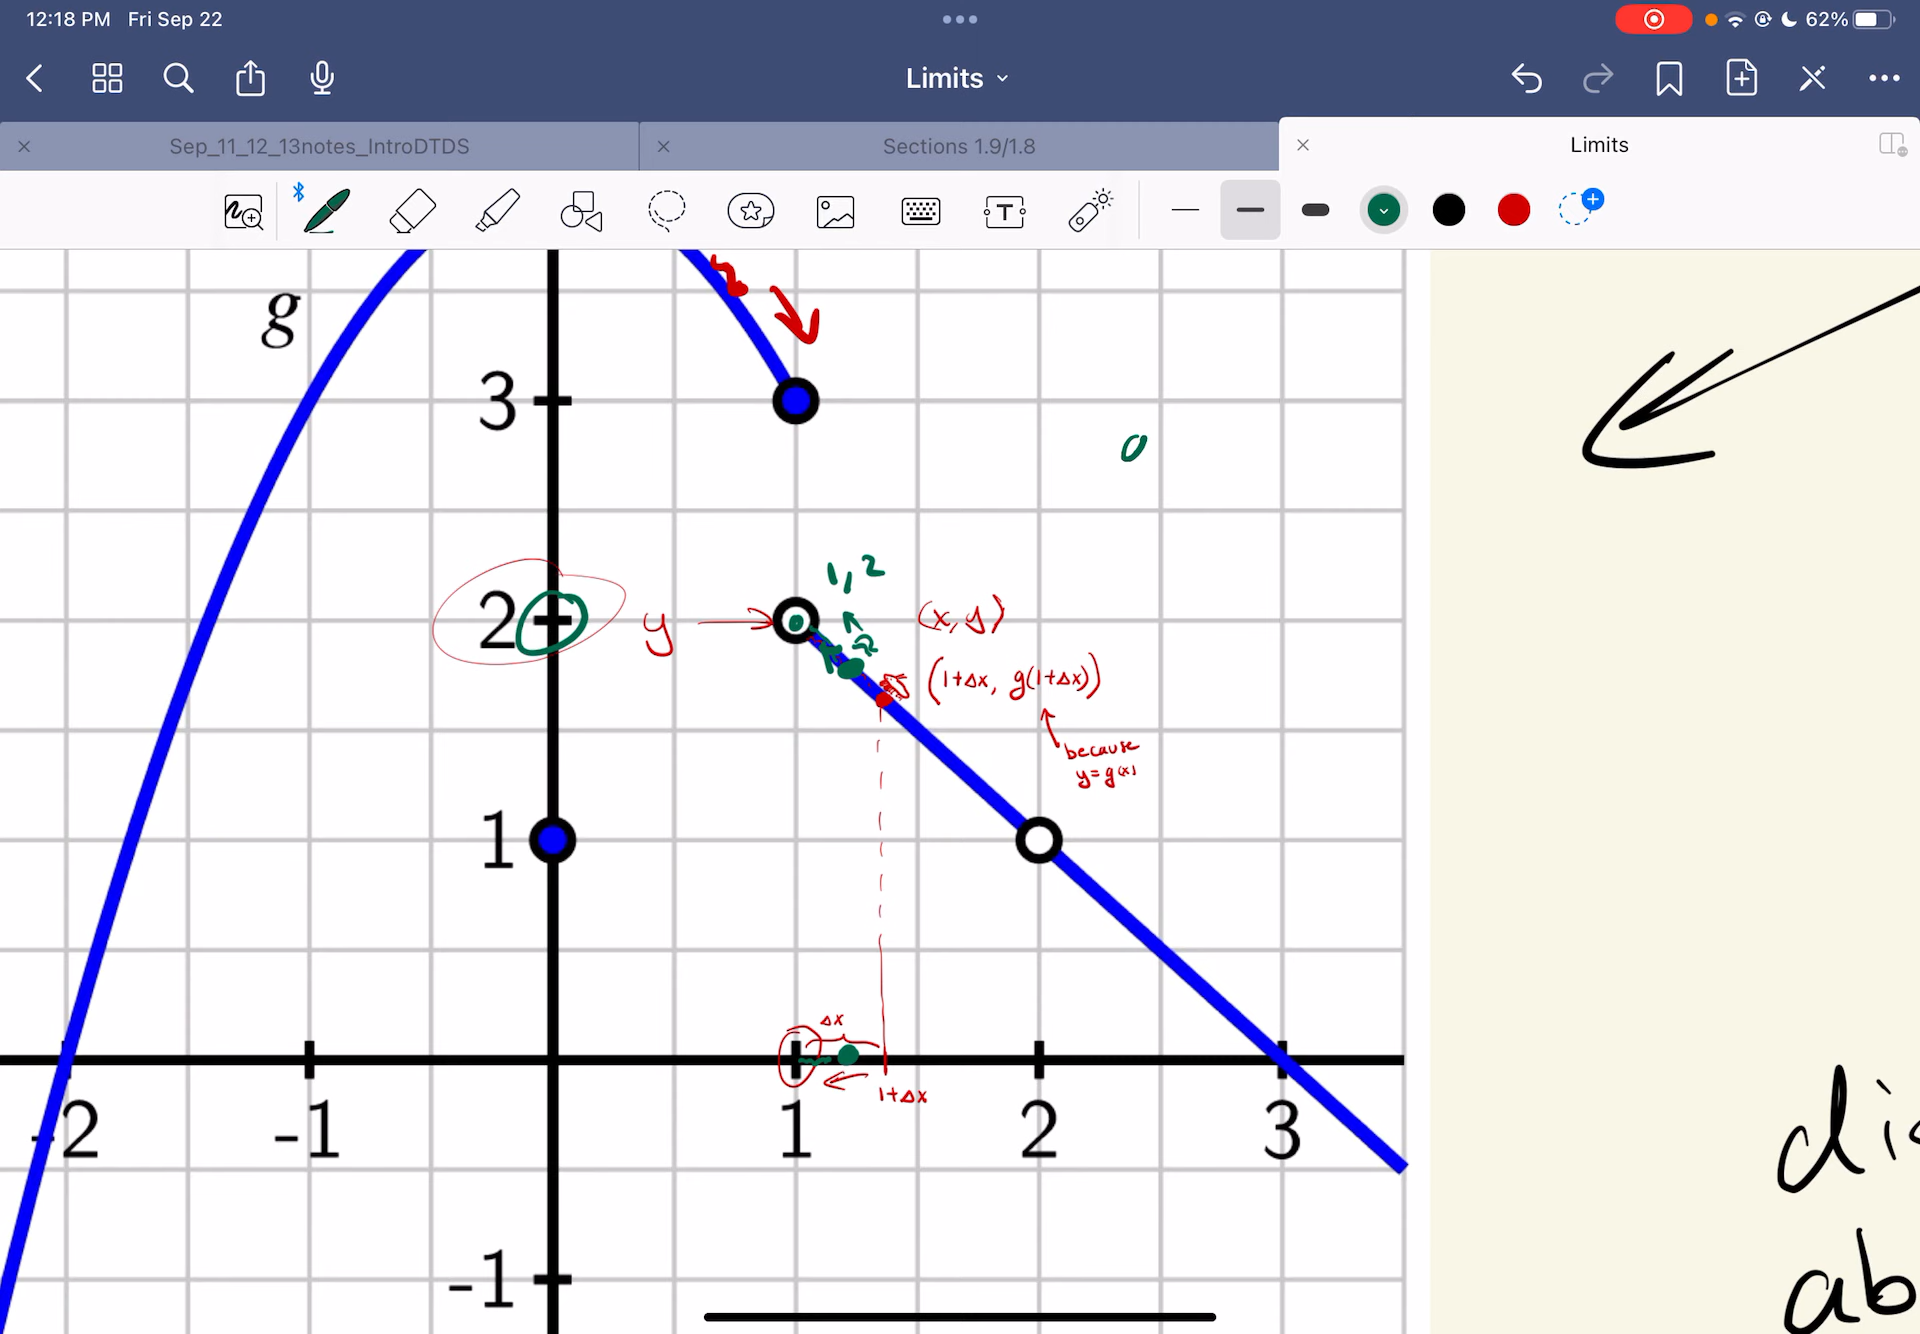 12:18 PM Fri Sep 22
62%
Limits
Sep_11_12_13notes_IntroDTDS
Sections 1.9/1.8
Limits
g
3
0
1,2
2
y
(x, y)
(1+Δx, g(1+Δx))
because
y=g(x)
1
Δx
1+Δx
-2
-1
1
2
3
-1